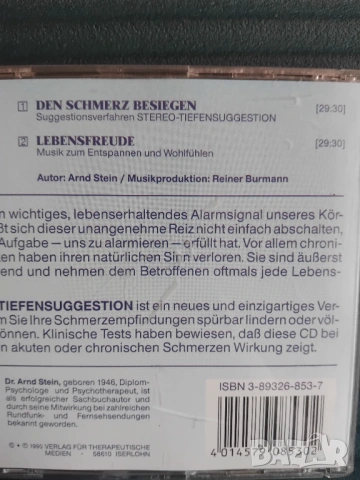 1 DEN SCHMERZ BESIEGEN [29:30]
Suggestionsverfahren STEREO-TIEFENSUGGESTION
2 LEBENSFREUDE [29:30]
Musik zum Entspannen und Wohlfühlen
Autor: Arnd Stein / Musikproduktion: Reiner Burmann
n wichtiges, lebenserhaltendes Alarmsignal unseres Kör-
ßt sich dieser unangenehme Reiz nicht einfach abschalten,
Aufgabe – uns zu alarmieren – erfüllt hat. Vor allem chroni-
en haben ihren natürlichen Sinn verloren. Sie sind äußerst
end und nehmen dem Betroffenen oftmals jede Lebens-
TIEFENSUGGESTION ist ein neues und einzigartiges Ver-
m Sie Ihre Schmerzempfindungen spürbar lindern oder völ-
önnen. Klinische Tests haben bewiesen, daß diese CD bei
n akuten oder chronischen Schmerzen Wirkung zeigt.
Dr. Arnd Stein, geboren 1946, Diplom-
Psychologe und Psychotherapeut, ist
als erfolgreicher Sachbuchautor und
durch seine Mitwirkung bei zahlreichen
Rundfunk- und Fernsehsendungen
bekannt geworden.
ISBN 3-89326-853-7
4 014572 085302
© + ℗ 1990 VERLAG FÜR THERAPEUTISCHE
MEDIEN · 58610 ISERLOHN
bazar.bg